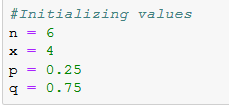 #Initializing values
n = 6
x = 4
p = 0.25
q = 0.75